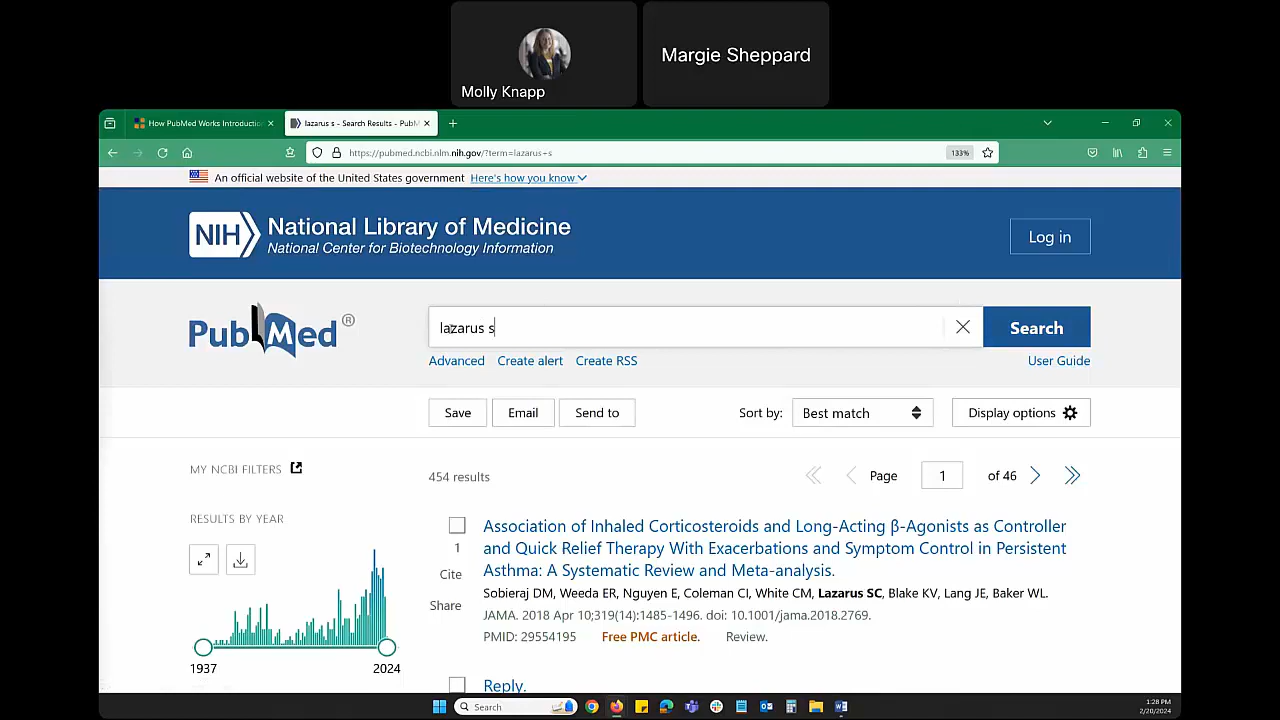 Molly Knapp
Margie Sheppard
How PubMed Works Introduction
lazarus s - Search Results - PubM
https://pubmed.ncbi.nlm.nih.gov/?term=lazarus+s
133%
An official website of the United States government Here's how you know
NIH National Library of Medicine
National Center for Biotechnology Information
Log in
PubMed®
lazarus s
Search
Advanced Create alert Create RSS
User Guide
Save Email Send to
Sort by: Best match
Display options
MY NCBI FILTERS
454 results
Page 1 of 46
RESULTS BY YEAR
1937 2024
1
Cite
Share
Association of Inhaled Corticosteroids and Long-Acting β-Agonists as Controller
and Quick Relief Therapy With Exacerbations and Symptom Control in Persistent
Asthma: A Systematic Review and Meta-analysis.
Sobieraj DM, Weeda ER, Nguyen E, Coleman CI, White CM, Lazarus SC, Blake KV, Lang JE, Baker WL.
JAMA. 2018 Apr 10;319(14):1485-1496. doi: 10.1001/jama.2018.2769.
PMID: 29554195 Free PMC article. Review.
Reply.
Search
1:28 PM
2/20/2024